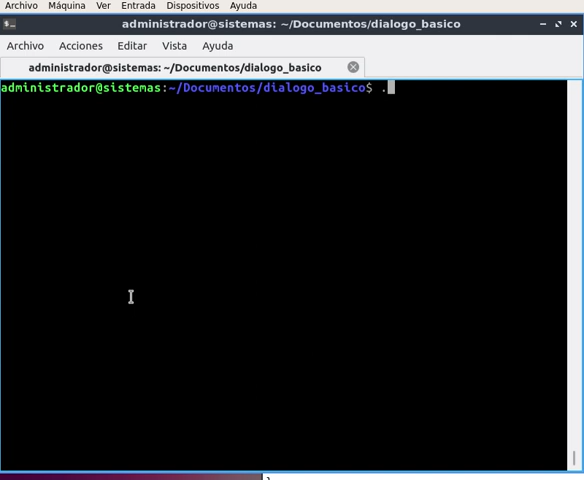 Archivo Máquina Ver Entrada Dispositivos Ayuda
administrador@sistemas: ~/Documentos/dialogo_basico
Archivo Acciones Editar Vista Ayuda
administrador@sistemas: ~/Documentos/dialogo_basico
administrador@sistemas:~/Documentos/dialogo_basico$ .